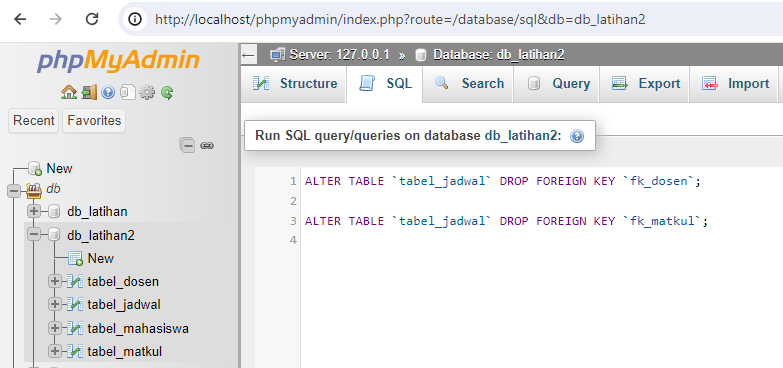 http://localhost/phpmyadmin/index.php?route=/database/sql&db=db_latihan2
phpMyAdmin
Recent Favorites
New
db
db_latihan
db_latihan2
New
tabel_dosen
tabel_jadwal
tabel_mahasiswa
tabel_matkul
Server: 127.0.0.1 » Database: db_latihan2
Structure SQL Search Query Export Import
Run SQL query/queries on database db_latihan2:
1 ALTER TABLE `tabel_jadwal` DROP FOREIGN KEY `fk_dosen`;
2
3 ALTER TABLE `tabel_jadwal` DROP FOREIGN KEY `fk_matkul`;
4